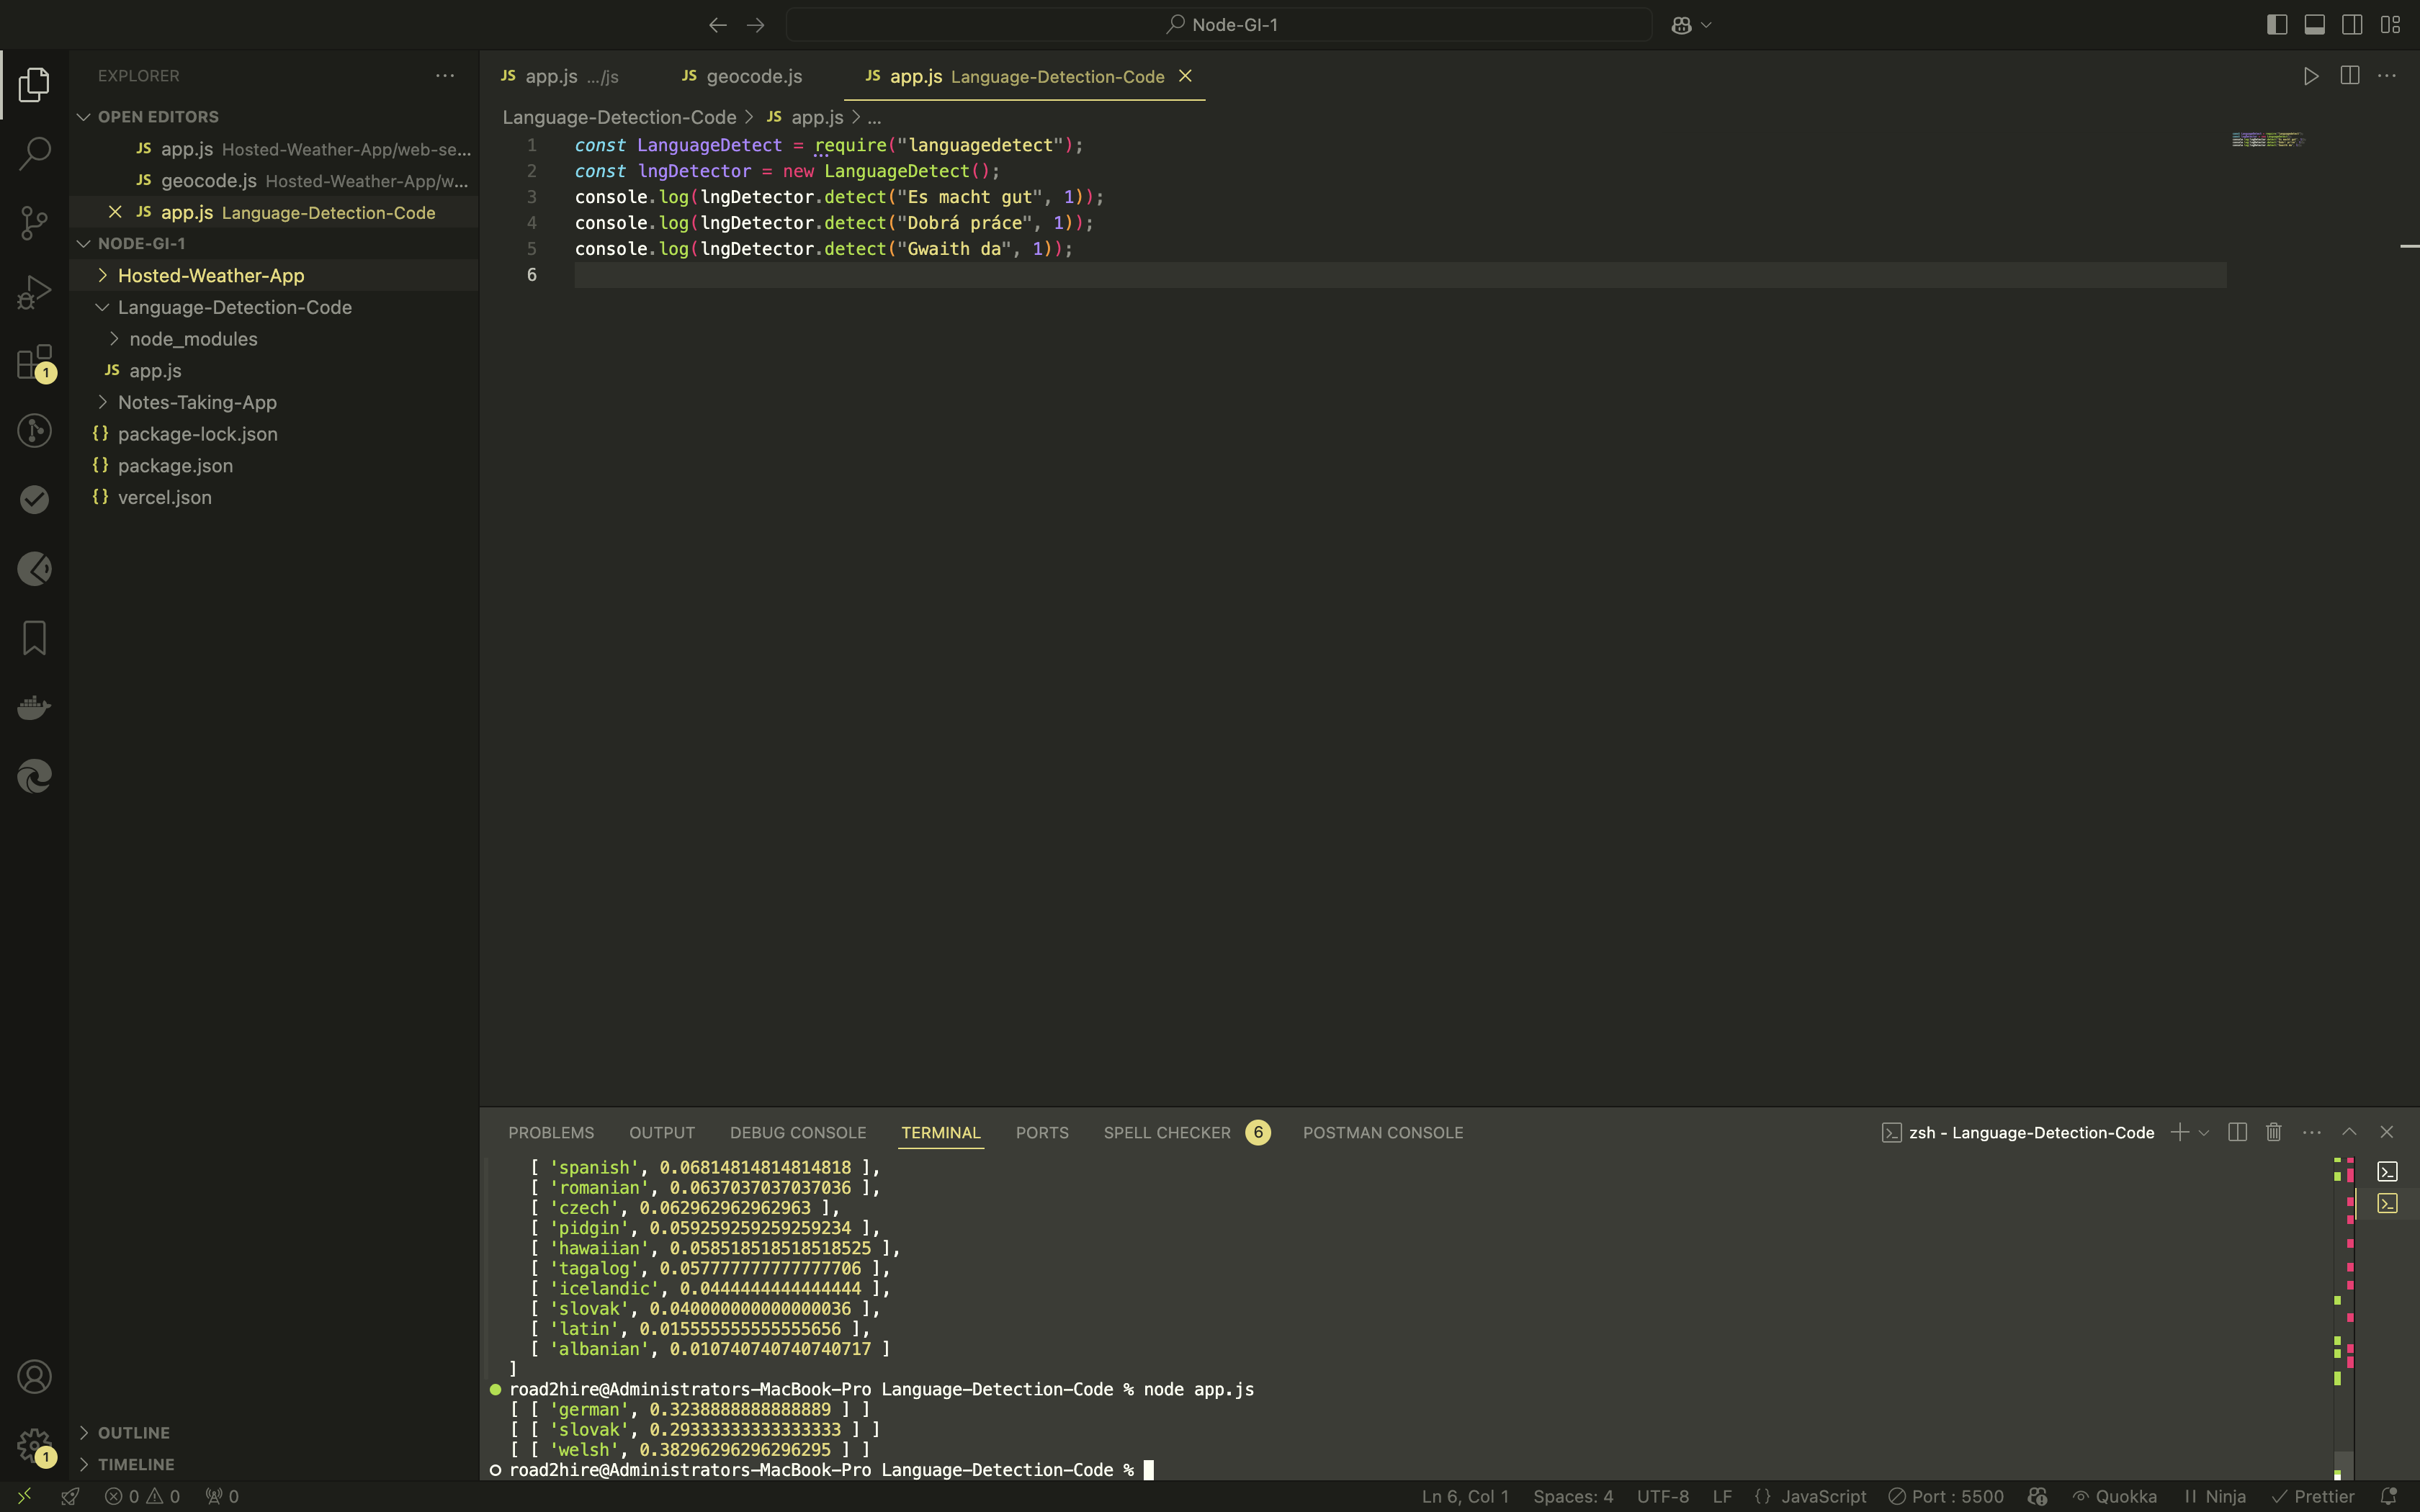 Node-GI-1
EXPLORER
OPEN EDITORS
JS app.js Hosted-Weather-App/web-se...
JS geocode.js Hosted-Weather-App/w...
JS app.js Language-Detection-Code
NODE-GI-1
Hosted-Weather-App
Language-Detection-Code
node_modules
JS app.js
Notes-Taking-App
{} package-lock.json
{} package.json
{} vercel.json
OUTLINE
TIMELINE
1
1
JS app.js .../js JS geocode.js JS app.js Language-Detection-Code
Language-Detection-Code > JS app.js > ...
1 const LanguageDetect = require("languagedetect");
2 const lngDetector = new LanguageDetect();
3 console.log(lngDetector.detect("Es macht gut", 1));
4 console.log(lngDetector.detect("Dobrá práce", 1));
5 console.log(lngDetector.detect("Gwaith da", 1));
6
PROBLEMS OUTPUT DEBUG CONSOLE TERMINAL PORTS SPELL CHECKER 6 POSTMAN CONSOLE zsh - Language-Detection-Code
[ 'spanish', 0.06814814814814818 ],
[ 'romanian', 0.0637037037037036 ],
[ 'czech', 0.062962962962963 ],
[ 'pidgin', 0.059259259259259234 ],
[ 'hawaiian', 0.058518518518518525 ],
[ 'tagalog', 0.057777777777777706 ],
[ 'icelandic', 0.0444444444444444 ],
[ 'slovak', 0.040000000000000036 ],
[ 'latin', 0.015555555555555656 ],
[ 'albanian', 0.010740740740740717 ]
]
road2hire@Administrators-MacBook-Pro Language-Detection-Code % node app.js
[ [ 'german', 0.3238888888888889 ] ]
[ [ 'slovak', 0.29333333333333333 ] ]
[ [ 'welsh', 0.38296296296296295 ] ]
road2hire@Administrators-MacBook-Pro Language-Detection-Code %
0 0 0 Ln 6, Col 1 Spaces: 4 UTF-8 LF {} JavaScript Port : 5500 Quokka Ninja Prettier